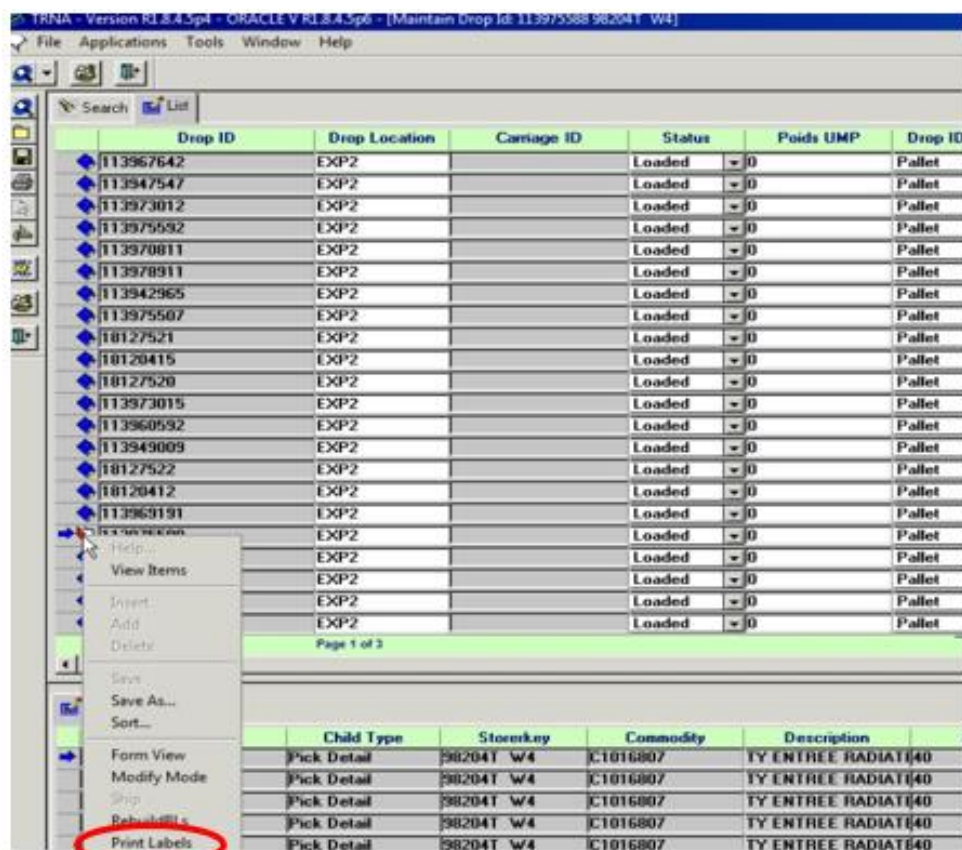 TRNA - Version R1.8.4.5p4 - ORACLE V R1.8.4.5p6 - [Maintain Drop Id: 113975588 98204T W4]
File Applications Tools Window Help
Search List
Drop ID Drop Location Carriage ID Status Poids UMP Drop ID
113967642 EXP2 Loaded 0 Pallet
113947547 EXP2 Loaded 0 Pallet
113973012 EXP2 Loaded 0 Pallet
113975592 EXP2 Loaded 0 Pallet
113970811 EXP2 Loaded 0 Pallet
113978911 EXP2 Loaded 0 Pallet
113942965 EXP2 Loaded 0 Pallet
113975507 EXP2 Loaded 0 Pallet
18127521 EXP2 Loaded 0 Pallet
18120415 EXP2 Loaded 0 Pallet
18127520 EXP2 Loaded 0 Pallet
113973015 EXP2 Loaded 0 Pallet
113960592 EXP2 Loaded 0 Pallet
113949009 EXP2 Loaded 0 Pallet
18127522 EXP2 Loaded 0 Pallet
18120412 EXP2 Loaded 0 Pallet
113969191 EXP2 Loaded 0 Pallet
EXP2 Loaded 0 Pallet
Help...
EXP2 Loaded 0 Pallet
View Items
EXP2 Loaded 0 Pallet
Insert
EXP2 Loaded 0 Pallet
Add
EXP2 Loaded 0 Pallet
Delete
Page 1 of 3
Save
Save As...
Sort...
Child Type Storerkey Commodity Description
Form View
Pick Detail 98204T W4 C1016807 TY ENTREE RADIATE 40
Modify Mode
Pick Detail 98204T W4 C1016807 TY ENTREE RADIATE 40
Ship
Pick Detail 98204T W4 C1016807 TY ENTREE RADIATE 40
RebuildBLs
Pick Detail 98204T W4 C1016807 TY ENTREE RADIATE 40
Print Labels
Pick Detail 98204T W4 C1016807 TY ENTREE RADIATE 40